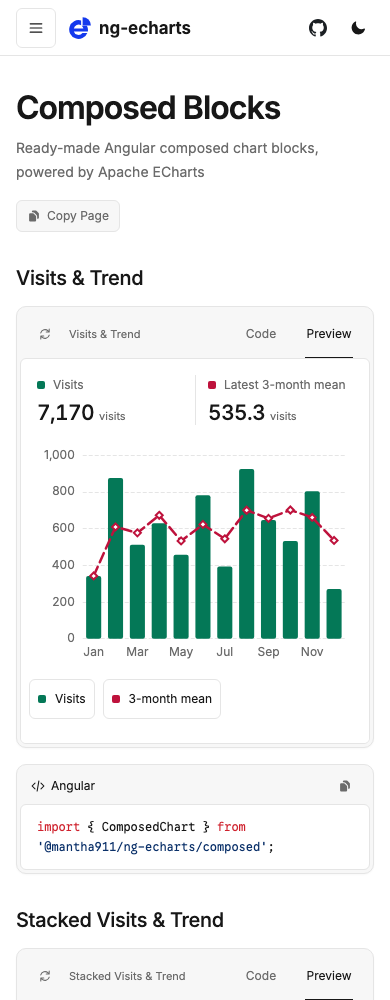 ng-echarts
Composed Blocks
Ready-made Angular composed chart blocks,
powered by Apache ECharts
Copy Page
Visits & Trend
Visits & Trend
Code
Preview
Visits
7,170 visits
Latest 3-month mean
535.3 visits
1,000
800
600
400
200
0
Jan Mar May Jul Sep Nov
Visits
3-month mean
Angular
import { ComposedChart } from
'@mantha911/ng-echarts/composed';
Stacked Visits & Trend
Stacked Visits & Trend
Code
Preview